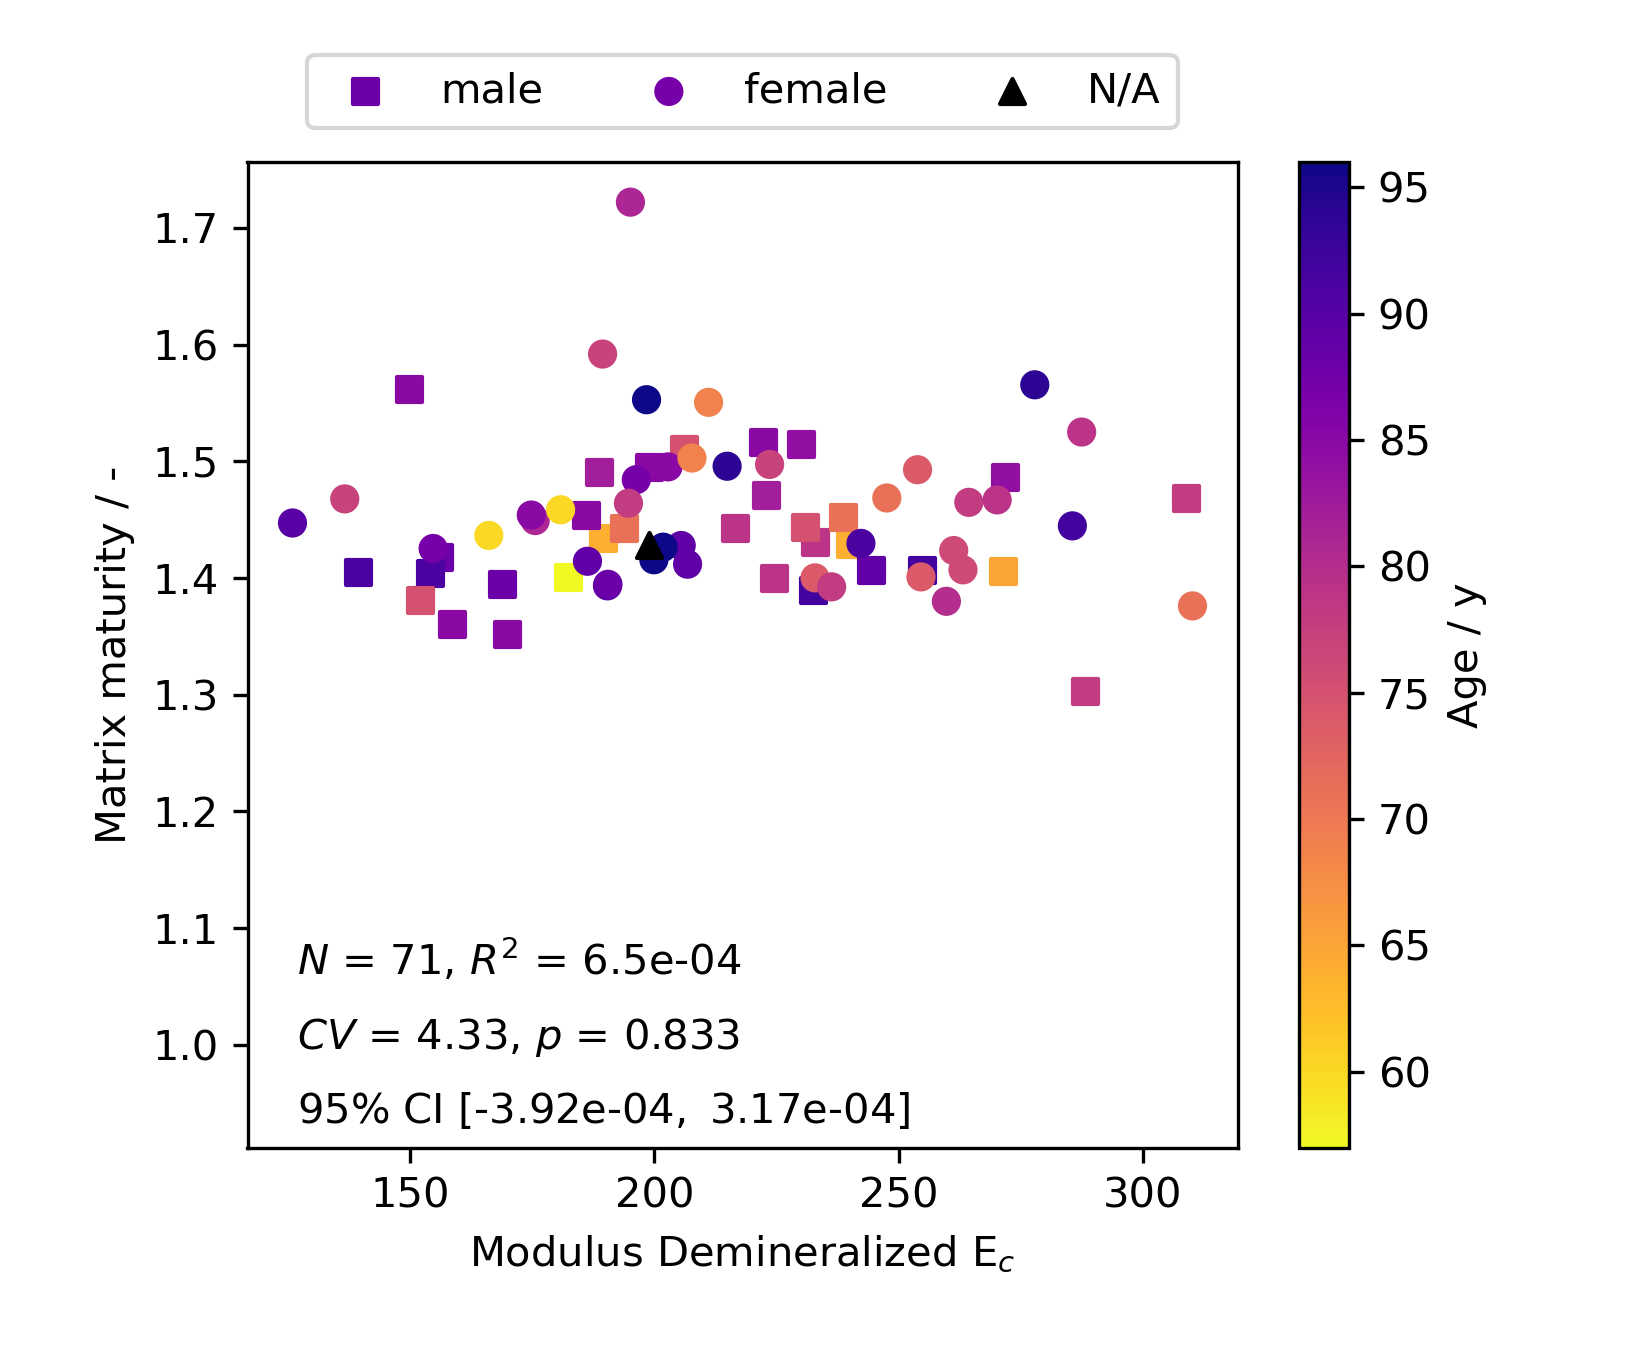 male female N/A
1.7
1.6
1.5
1.4
1.3
1.2
1.1
1.0
Matrix maturity / -
N = 71, R² = 6.5e-04
CV = 4.33, p = 0.833
95% CI [-3.92e-04, 3.17e-04]
150 200 250 300
Modulus Demineralized E_c
95
90
85
80
75
70
65
60
Age / y